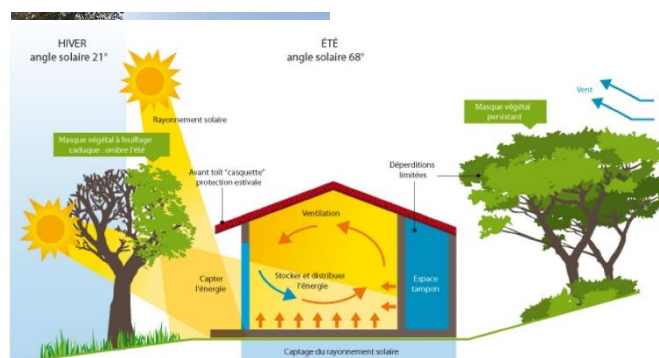 HIVER
angle solaire 21°
ÉTÉ
angle solaire 68°
Rayonnement solaire
Masque végétal à feuillage
caduque : ombre l'été
Avant toit "casquette"
protection estivale
Déperditions
limitées
Masque végétal
persistant
Vent
Ventilation
Capter
l'énergie
Stocker et distribuer
l'énergie
Espace
tampon
Captage du rayonnement solaire